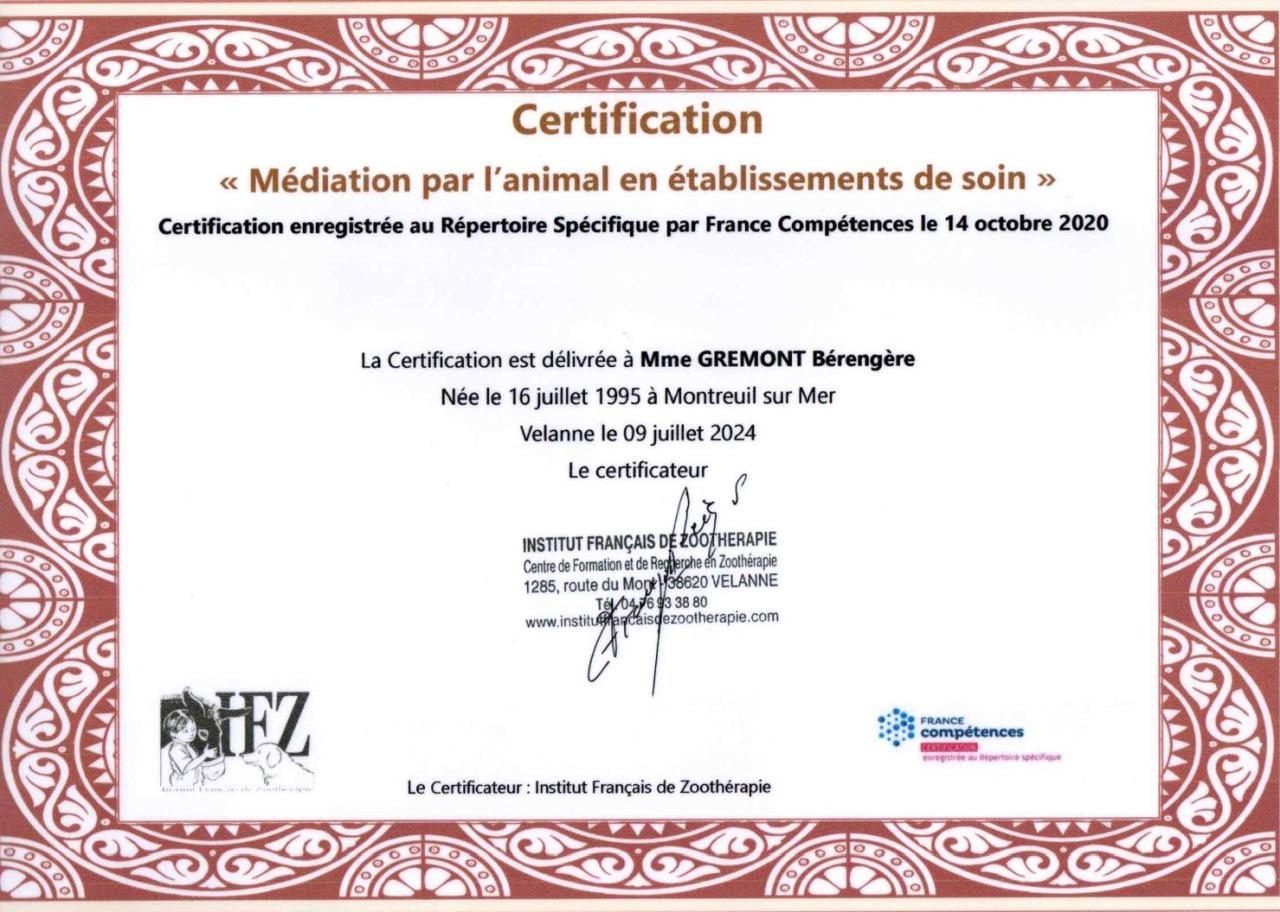 Certification
« Médiation par l’animal en établissements de soin »
Certification enregistrée au Répertoire Spécifique par France Compétences le 14 octobre 2020
La Certification est délivrée à Mme GREMONT Bérengère
Née le 16 juillet 1995 à Montreuil sur Mer
Velanne le 09 juillet 2024
Le certificateur
INSTITUT FRANÇAIS DE ZOOTHERAPIE
Centre de Formation et de Recherche en Zoothérapie
1285, route du Mont - 38620 VELANNE
Tél. 04 76 93 38 80
www.institutfrancaisdezootherapie.com
IFZ
Institut Français de Zoothérapie
FRANCE
compétences
CERTIFICATION
enregistrée au Répertoire spécifique
Le Certificateur : Institut Français de Zoothérapie